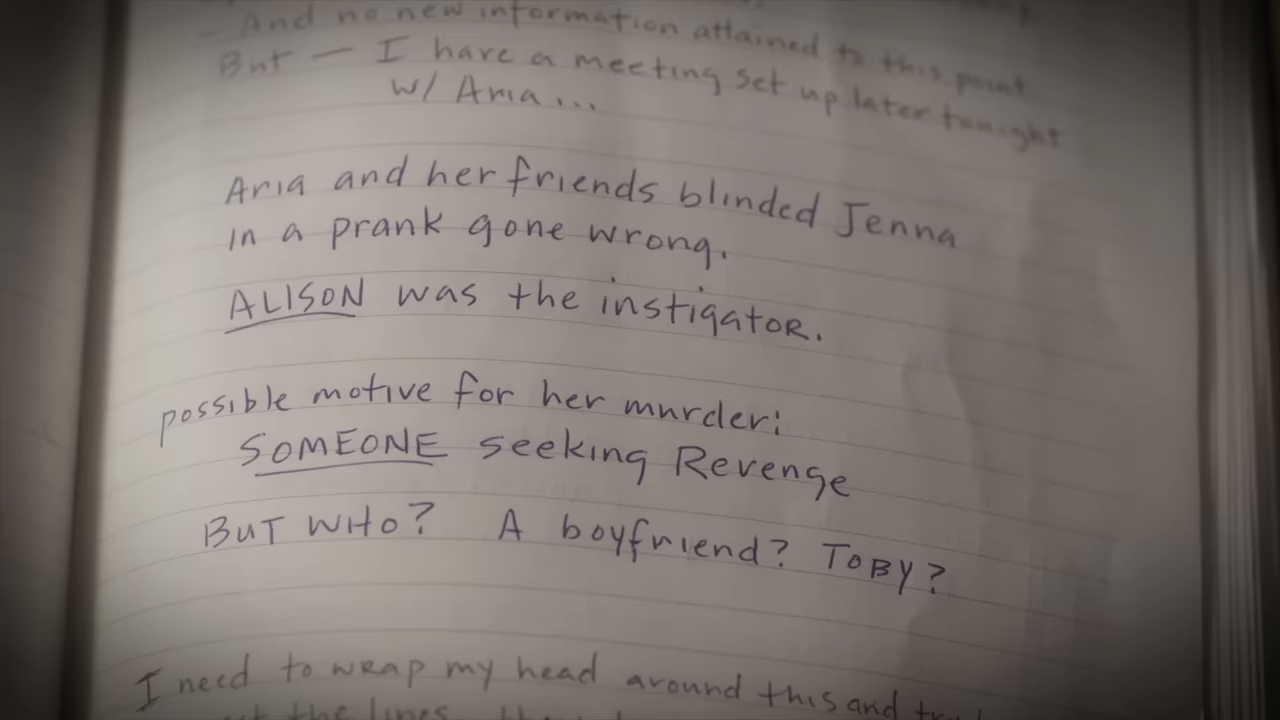 And no new information attained to this point
But — I have a meeting set up later tonight
w/ Aria...
Aria and her friends blinded Jenna
in a prank gone wrong.
ALISON was the instigator.
possible motive for her murder:
SOMEONE seeking Revenge
BUT WHO? A boyfriend? TOBY?
I need to wrap my head around this and
the lines.